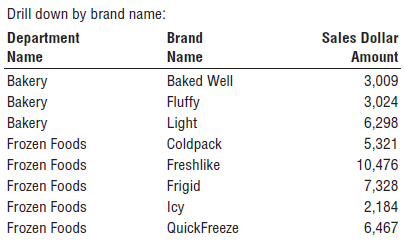 Drill down by brand name:
Department Brand Sales Dollar
Name Name Amount
Bakery Baked Well 3,009
Bakery Fluffy 3,024
Bakery Light 6,298
Frozen Foods Coldpack 5,321
Frozen Foods Freshlike 10,476
Frozen Foods Frigid 7,328
Frozen Foods Icy 2,184
Frozen Foods QuickFreeze 6,467